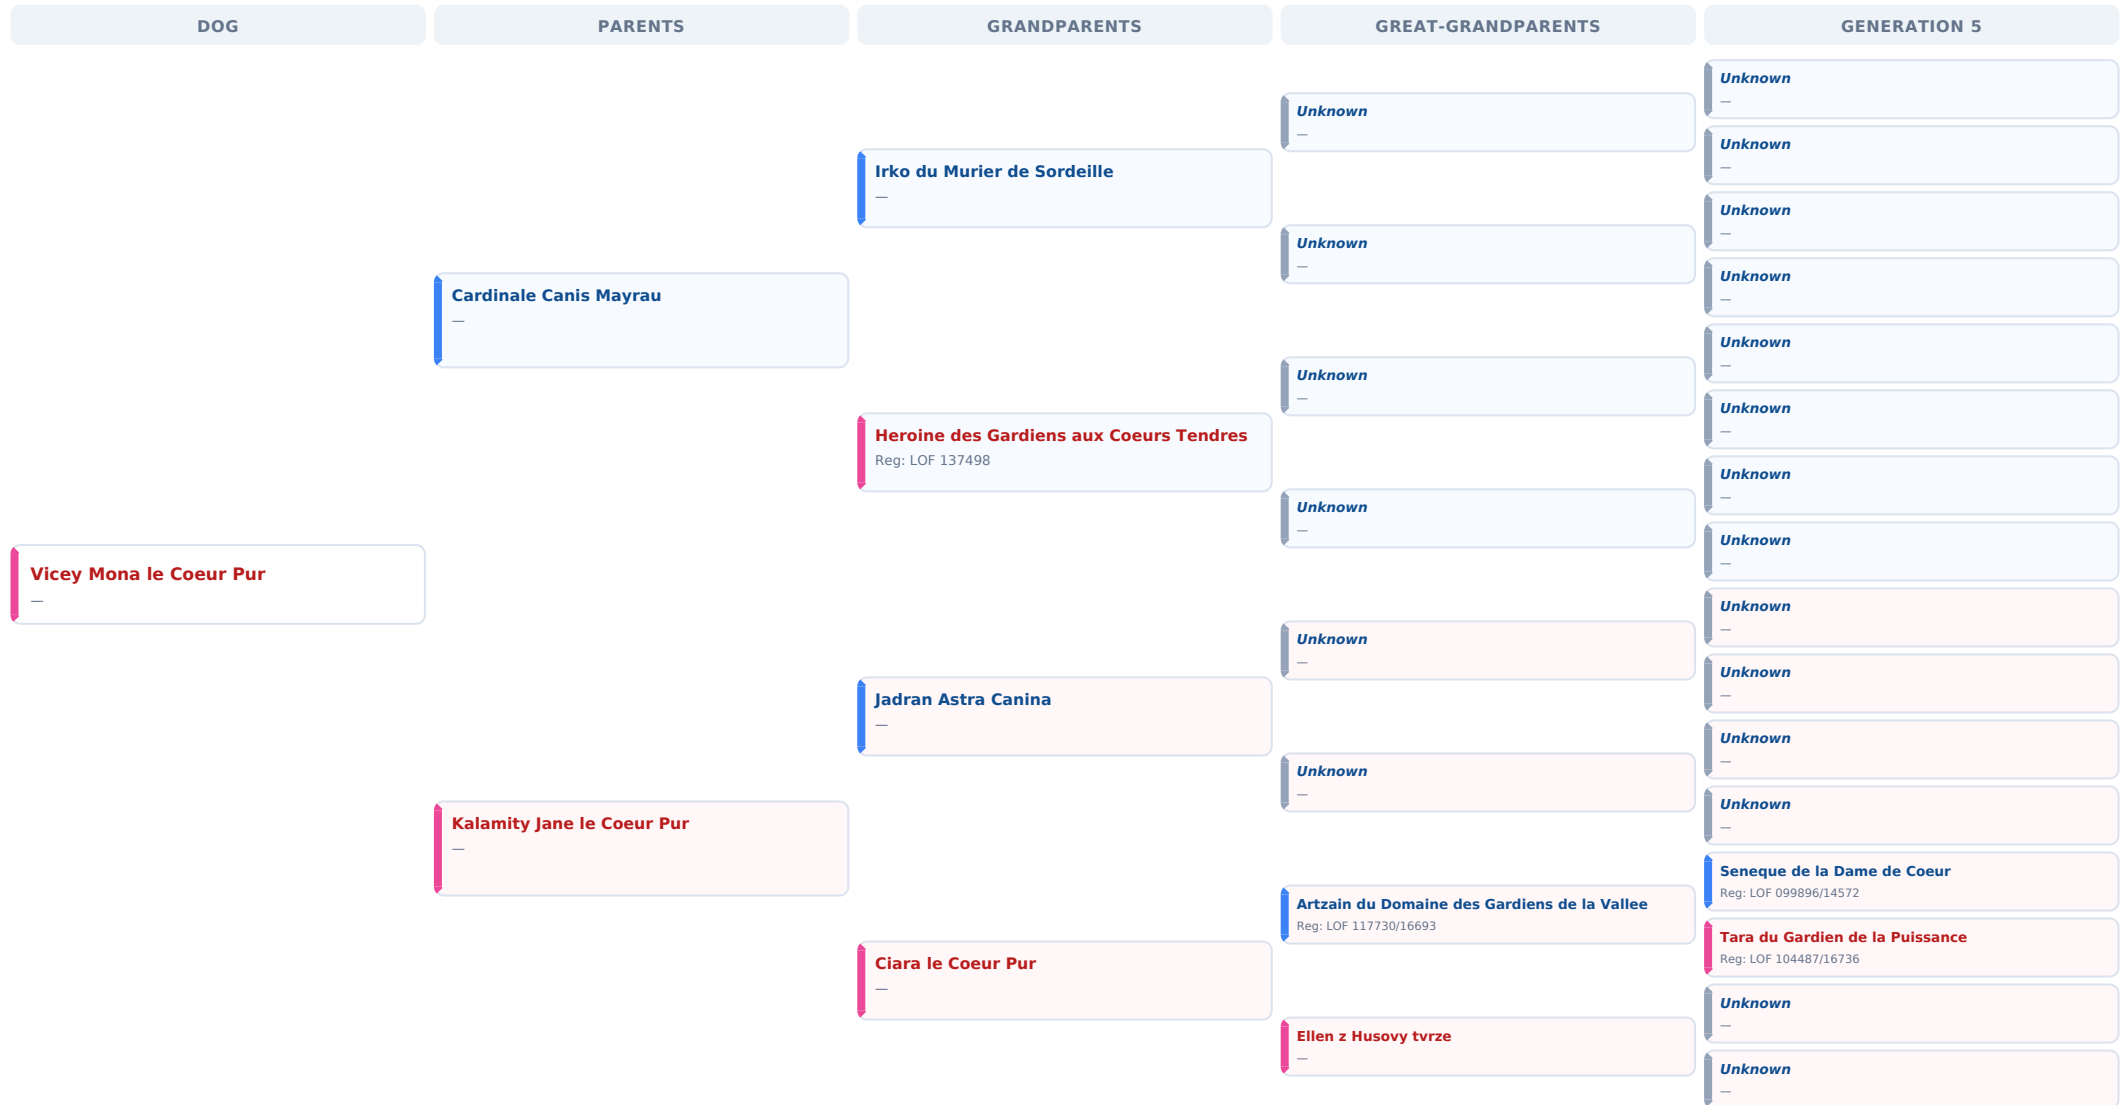 DOG
PARENTS
GRANDPARENTS
GREAT-GRANDPARENTS
GENERATION 5
Vicey Mona le Coeur Pur
—
Cardinale Canis Mayrau
—
Kalamity Jane le Coeur Pur
—
Irko du Murier de Sordeille
—
Heroine des Gardiens aux Coeurs Tendres
Reg: LOF 137498
Jadran Astra Canina
—
Ciara le Coeur Pur
—
Unknown
—
Unknown
—
Unknown
—
Unknown
—
Unknown
—
Unknown
—
Artzain du Domaine des Gardiens de la Vallee
Reg: LOF 117730/16693
Ellen z Husovy tvrze
—
Unknown
—
Unknown
—
Unknown
—
Unknown
—
Unknown
—
Unknown
—
Unknown
—
Unknown
—
Unknown
—
Unknown
—
Unknown
—
Unknown
—
Seneque de la Dame de Coeur
Reg: LOF 099896/14572
Tara du Gardien de la Puissance
Reg: LOF 104487/16736
Unknown
—
Unknown
—